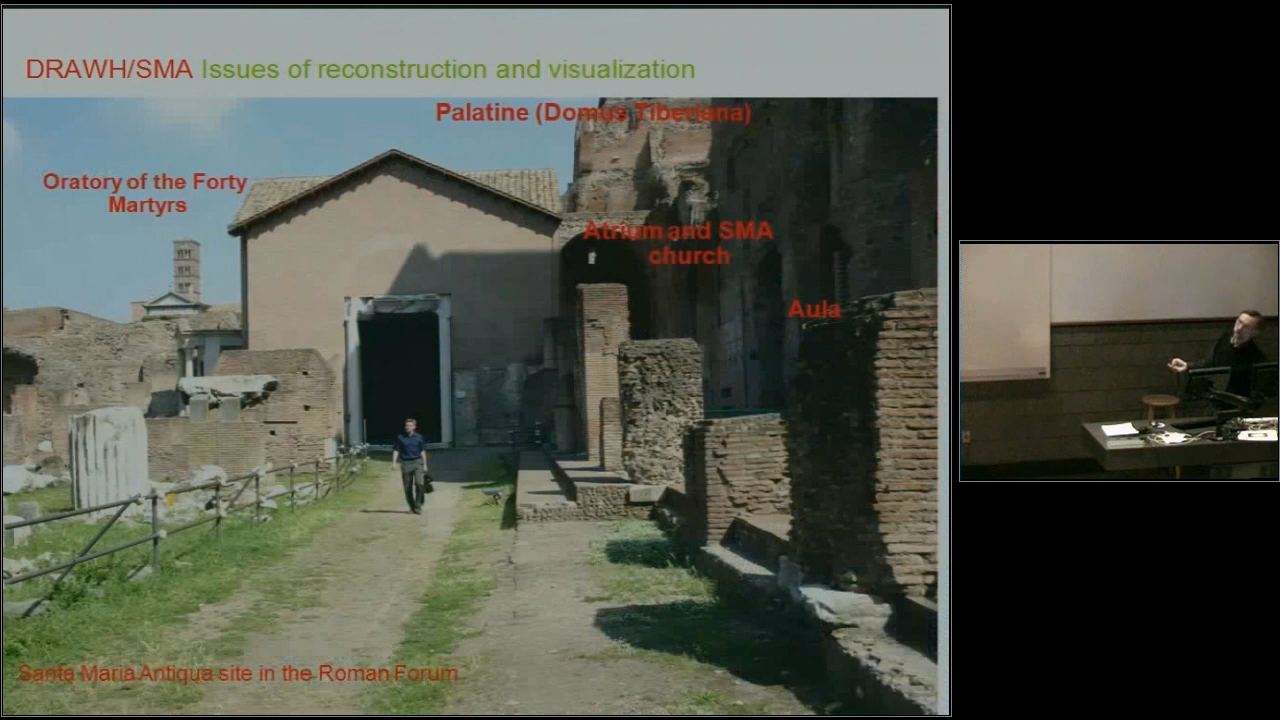 DRAWH/SMA Issues of reconstruction and visualization
Palatine (Domus Tiberiana)
Oratory of the Forty
Martyrs
Atrium and SMA
church
Aula
Santa Maria Antiqua site in the Roman Forum